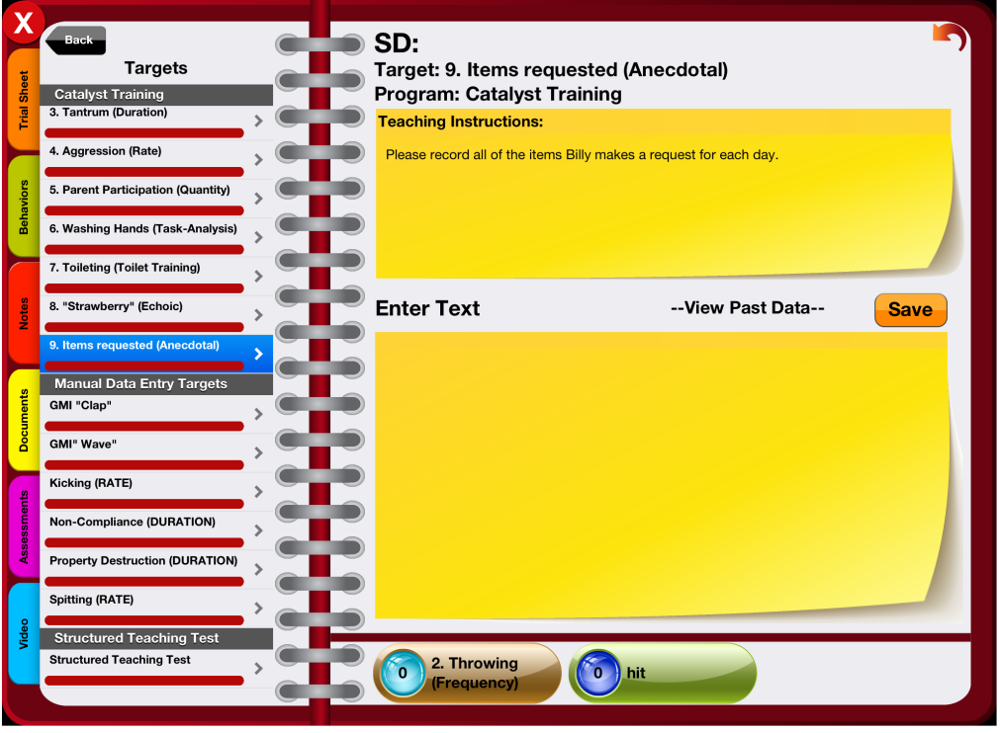 X
Back
Trial Sheet
Behaviors
Notes
Documents
Assessments
Video
Targets
Catalyst Training
3. Tantrum (Duration)
4. Aggression (Rate)
5. Parent Participation (Quantity)
6. Washing Hands (Task-Analysis)
7. Toileting (Toilet Training)
8. "Strawberry" (Echoic)
9. Items requested (Anecdotal)
Manual Data Entry Targets
GMI "Clap"
GMI" Wave"
Kicking (RATE)
Non-Compliance (DURATION)
Property Destruction (DURATION)
Spitting (RATE)
Structured Teaching Test
Structured Teaching Test
SD:
Target: 9. Items requested (Anecdotal)
Program: Catalyst Training
Teaching Instructions:
Please record all of the items Billy makes a request for each day.
Enter Text
--View Past Data--
Save
0
2. Throwing
(Frequency)
0
hit